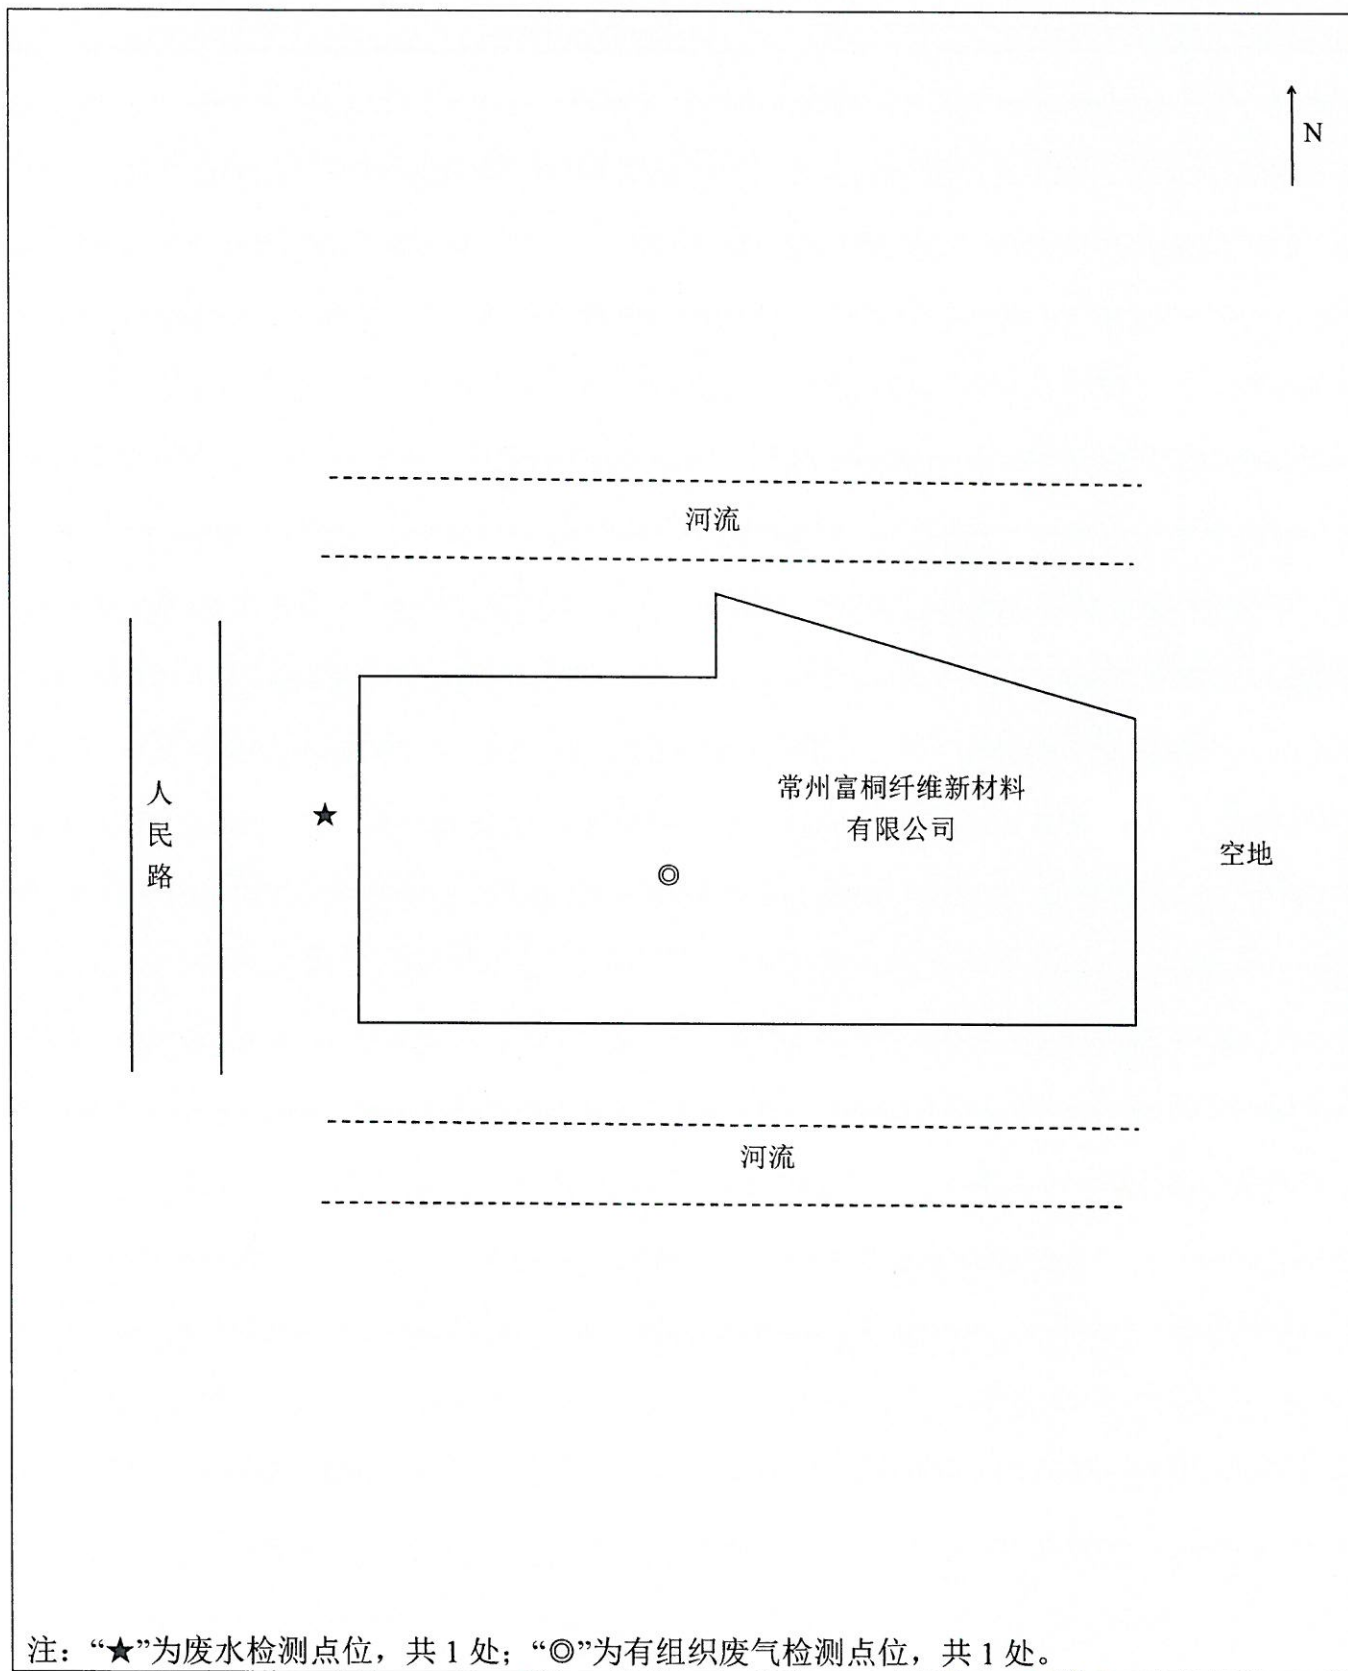 N
河流
人民路
常州富桐纤维新材料
有限公司
空地
★
◎
河流
注：“★”为废水检测点位，共 1 处；“◎”为有组织废气检测点位，共 1 处。